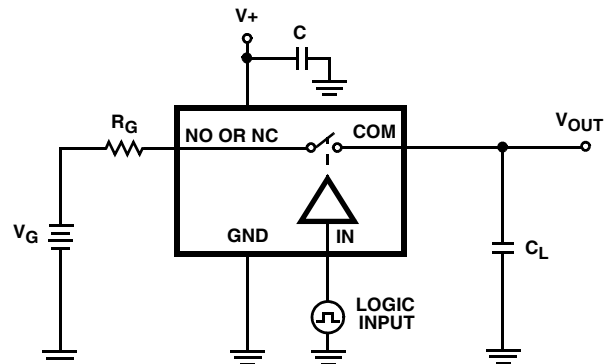 V+
C
RG
NO OR NC
COM
VOUT
VG
GND
IN
CL
LOGIC
INPUT